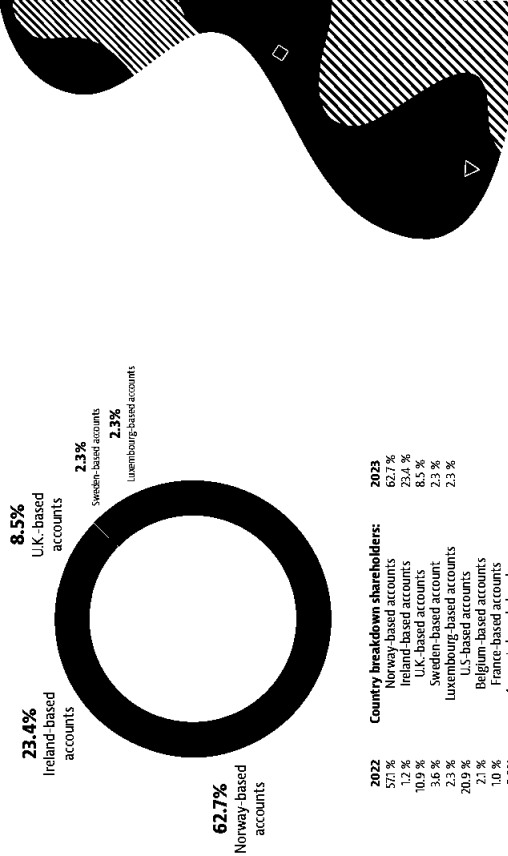 8.5%
U.K.-based
accounts
23.4%
Ireland-based
accounts
2.3%
Sweden-based accounts
2.3%
Luxembourg-based accounts
62.7%
Norway-based
accounts
2022 Country breakdown shareholders: 2023
57.1 % Norway-based accounts 62.7 %
1.2 % Ireland-based accounts 23.4 %
10.9 % U.K.-based accounts 8.5 %
3.6 % Sweden-based account 2.3 %
2.3 % Luxembourg-based accounts 2.3 %
20.9 % U.S-based accounts
2.1 % Belgium-based accounts
1.0 % France-based accounts